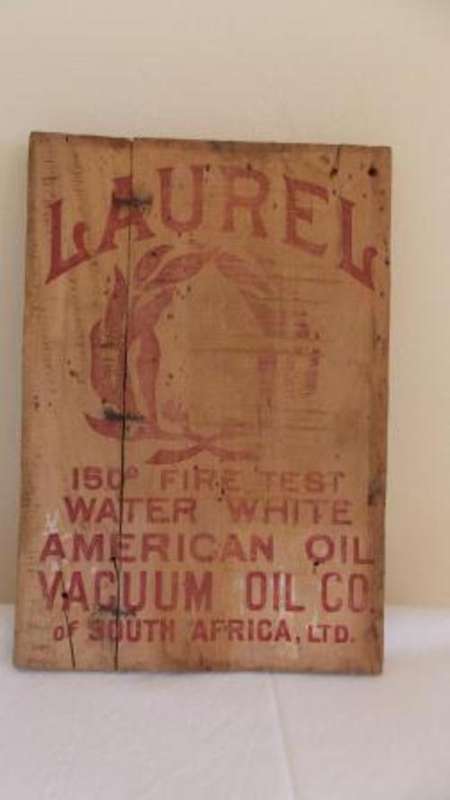 LAUREL
150° FIRE TEST
WATER WHITE
AMERICAN OIL
VACUUM OIL CO.
OF SOUTH AFRICA, LTD.